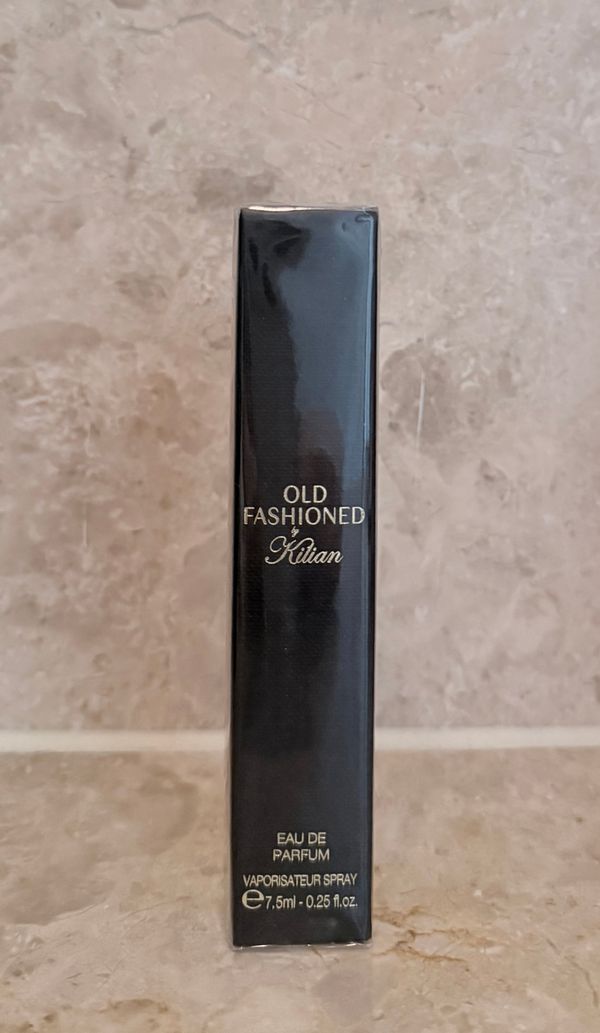 OLD
FASHIONED
by
Kilian
EAU DE
PARFUM
VAPORISATEUR SPRAY
℮7.5ml - 0.25 fl.oz.